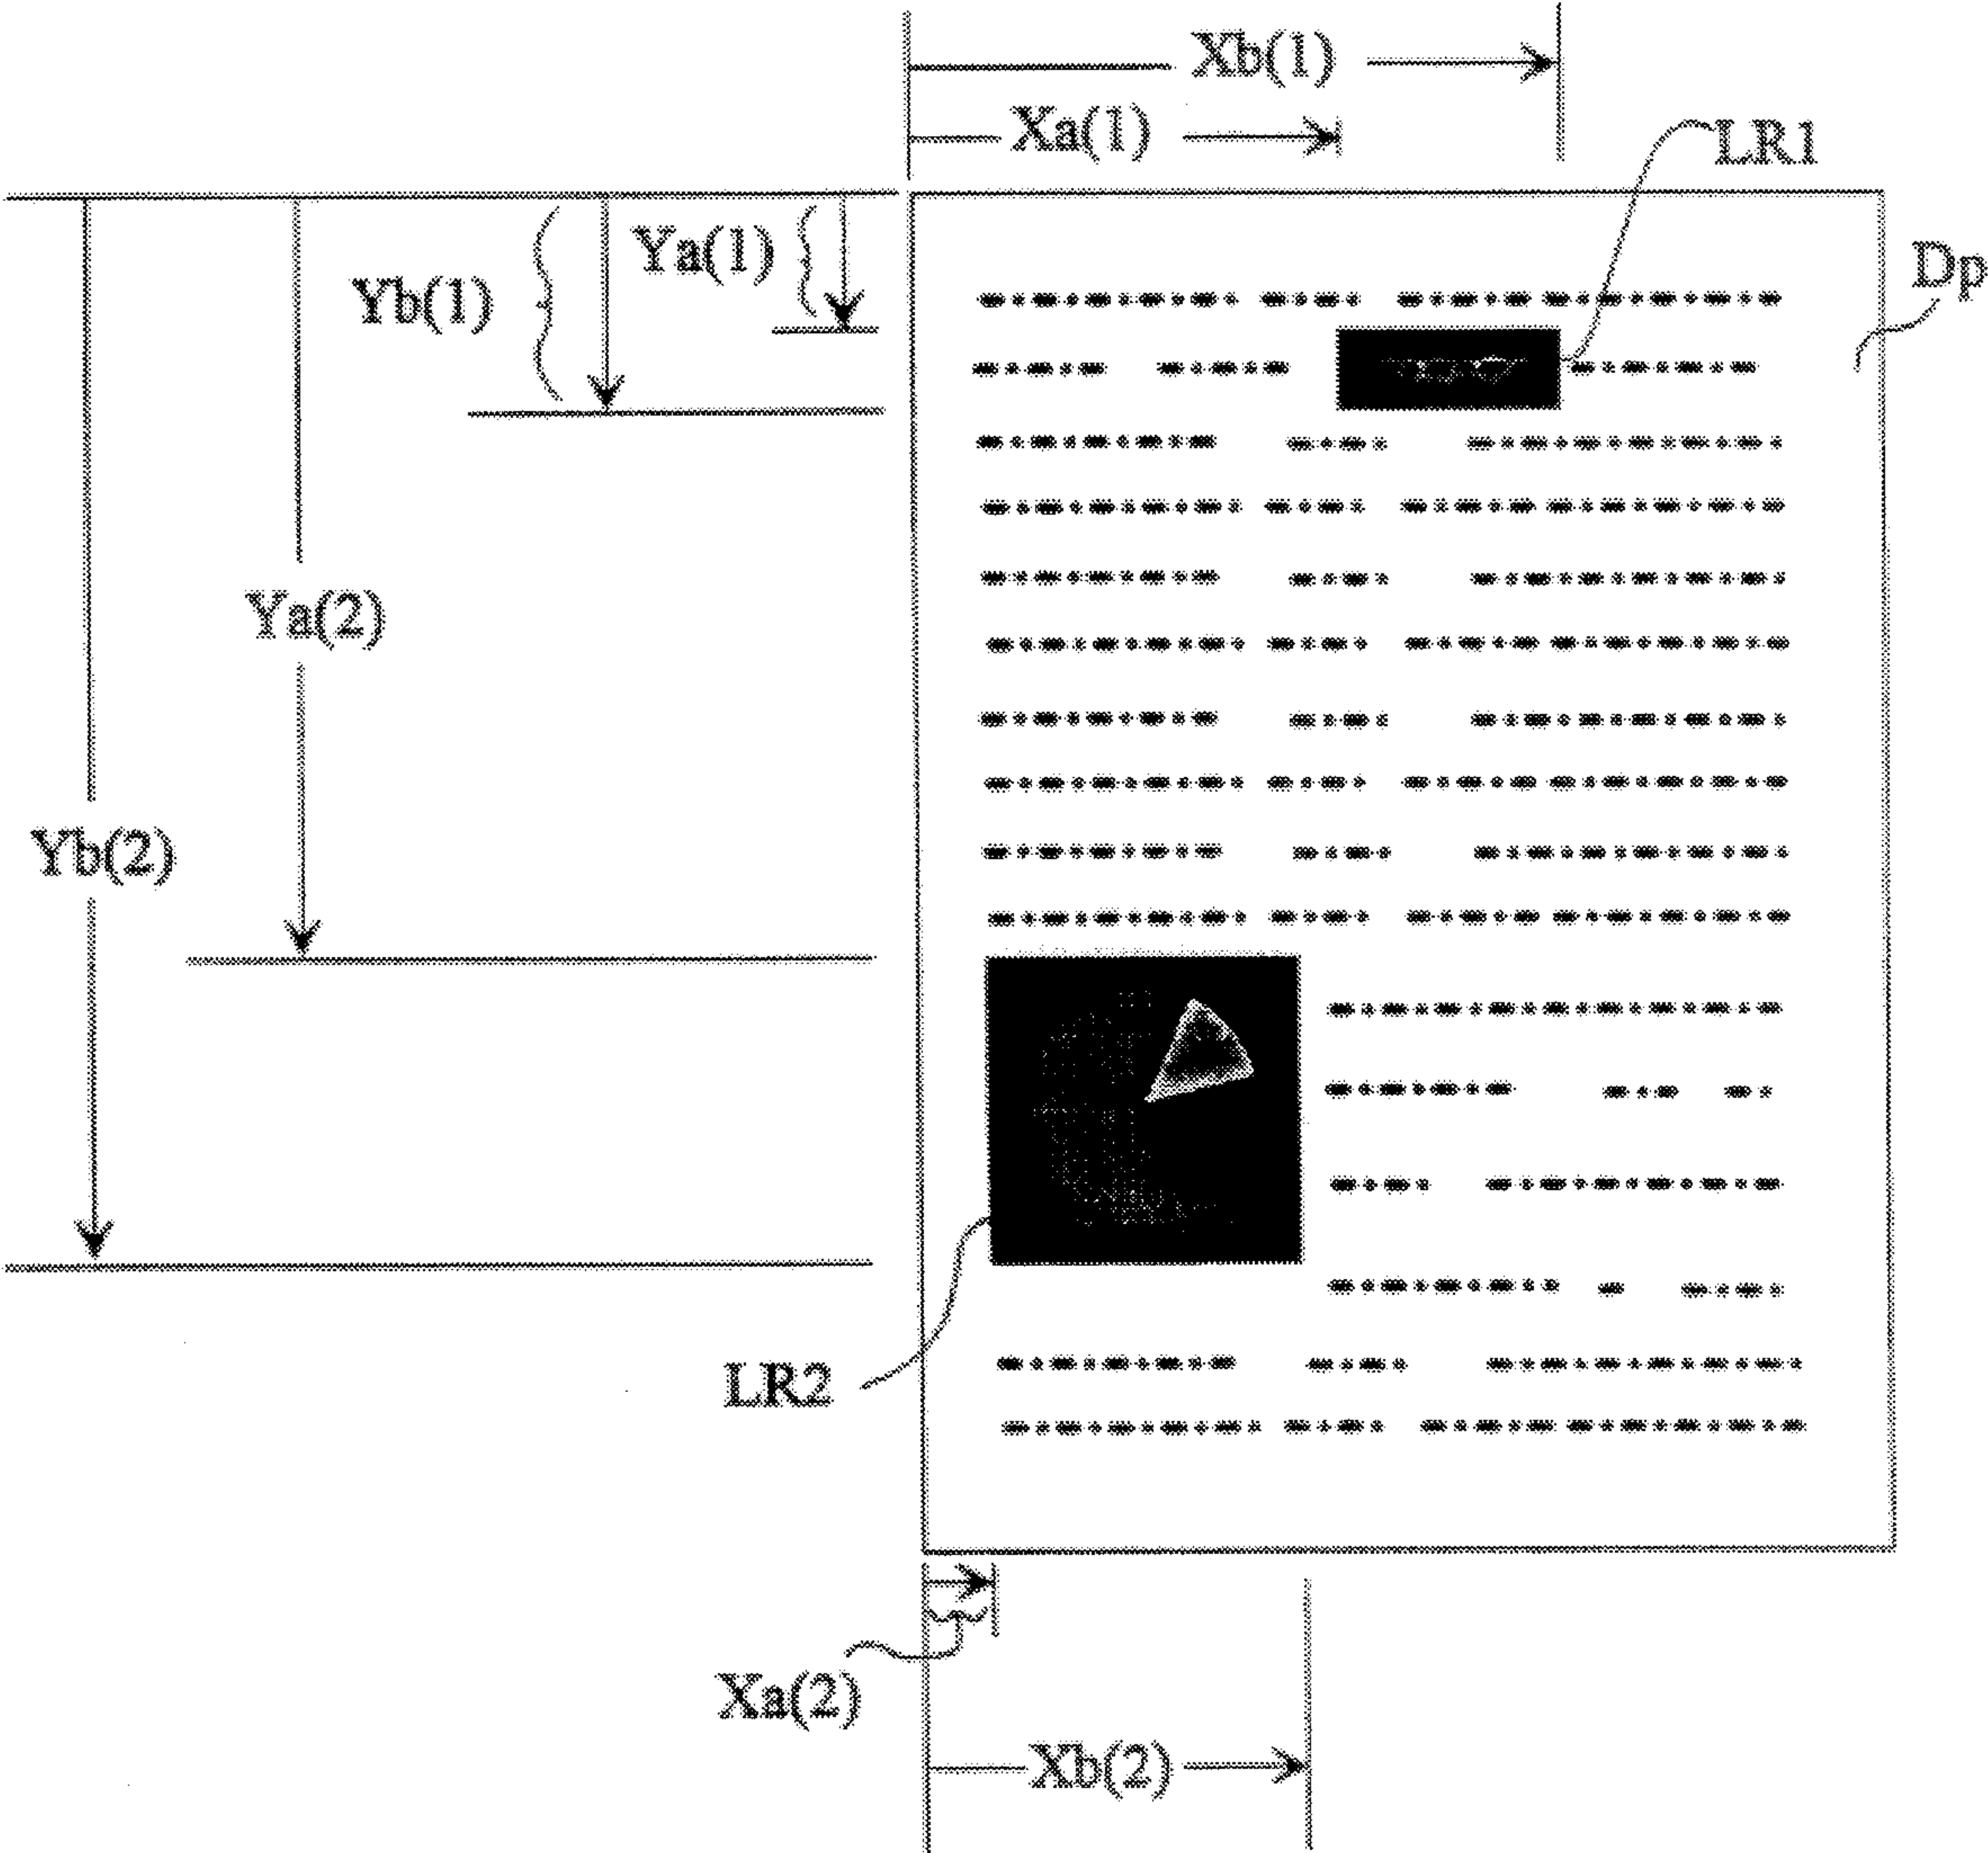 Xb(1)
Xa(1)
LR1
Ya(1)
Dp
Yb(1)
Ya(2)
Yb(2)
LR2
Xa(2)
Xb(2)